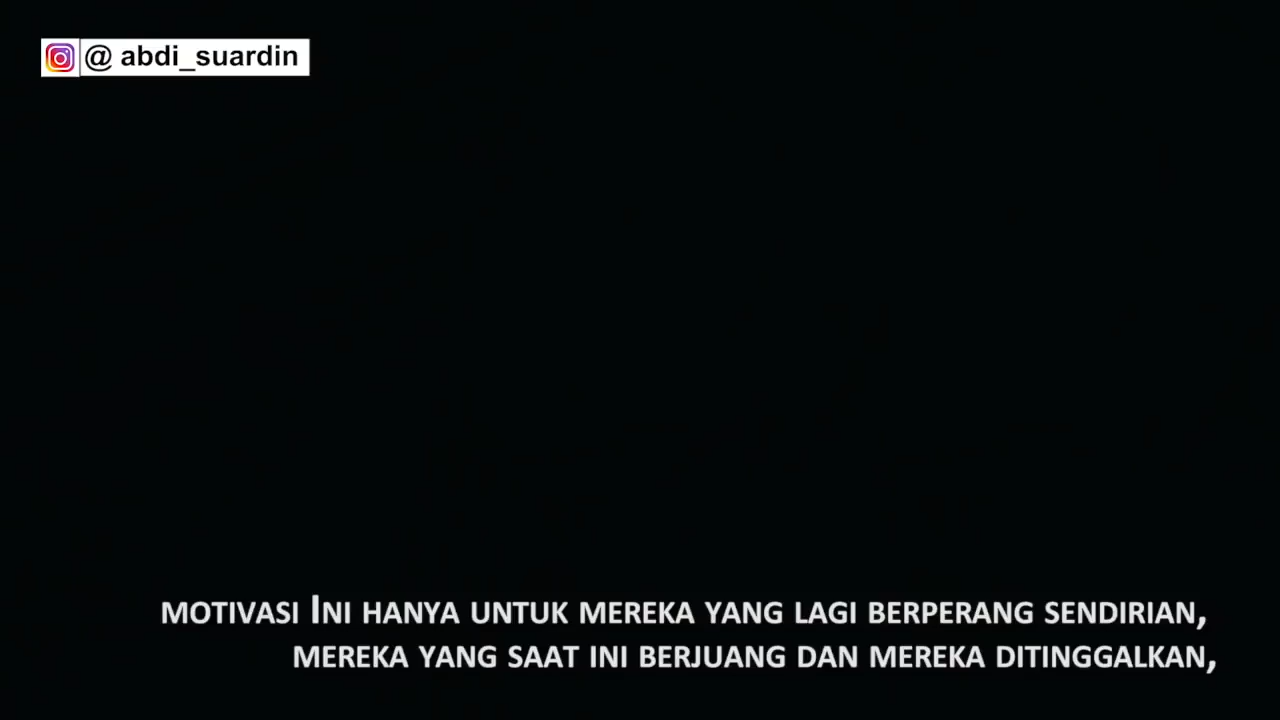 @ abdi_suardin
MOTIVASI INI HANYA UNTUK MEREKA YANG LAGI BERPERANG SENDIRIAN,
MEREKA YANG SAAT INI BERJUANG DAN MEREKA DITINGGALKAN,